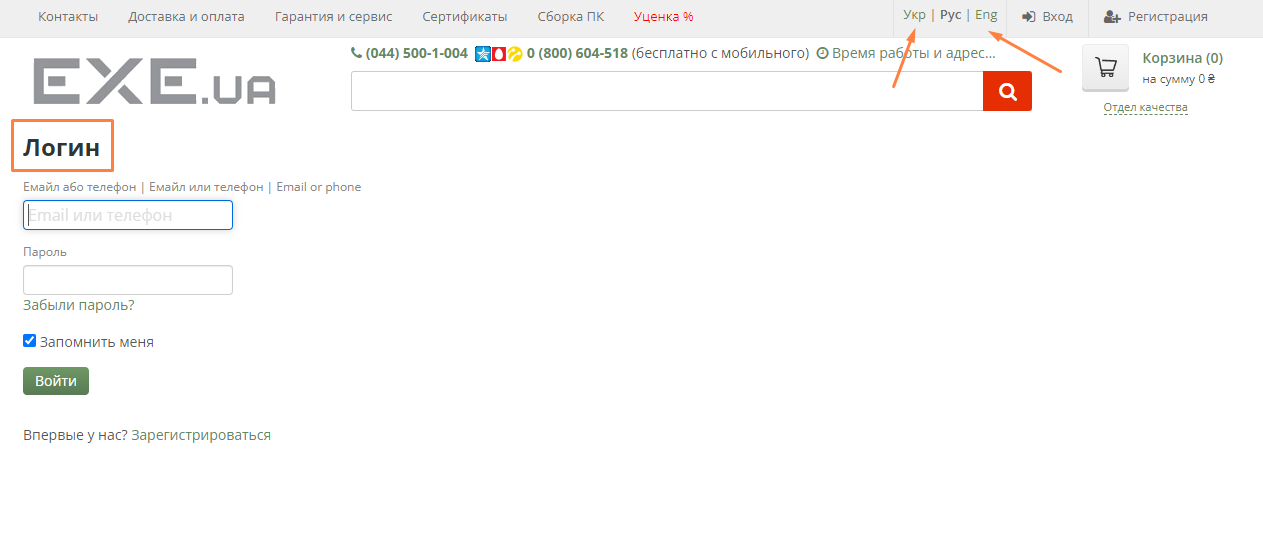 Контакты Доставка и оплата Гарантия и сервис Сертификаты Сборка ПК Уценка % Укр | Рус | Eng Вход Регистрация
(044) 500-1-004 0 (800) 604-518 (бесплатно с мобильного) Время работы и адрес...
EXE.UA
Корзина (0)
на сумму 0 ₴
Отдел качества
Логин
Емайл або телефон | Емайл или телефон | Email or phone
Email или телефон
Пароль
Забыли пароль?
Запомнить меня
Войти
Впервые у нас? Зарегистрироваться